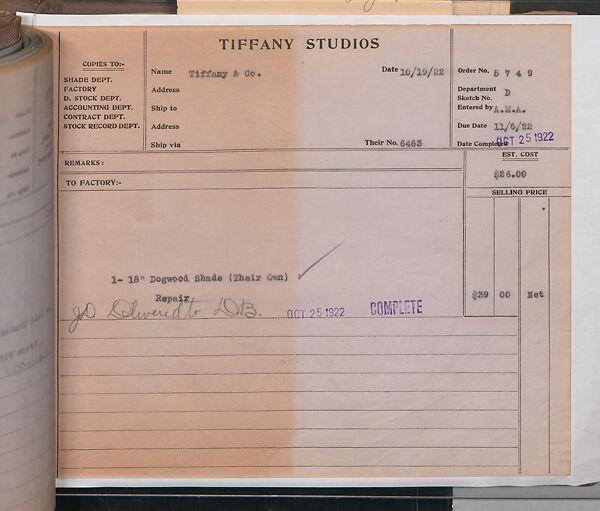 TIFFANY STUDIOS
COPIES TO:-
SHADE DEPT.
FACTORY
D. STOCK DEPT.
ACCOUNTING DEPT.
CONTRACT DEPT.
STOCK RECORD DEPT.
Name Tiffany & Co. Date 10/19/22
Address
Ship to
Address
Ship via Their No. 6463
Order No. 5749
Department D
Sketch No.
Entered by A.M.A.
Due Date 11/6/22
Date Completed OCT 25 1922
REMARKS:
EST. COST
$26.00
TO FACTORY:-
SELLING PRICE
1- 18" Dogwood Shade (Their Own)
Repair $39 00 Net
Delivered to DB. OCT 25 1922 COMPLETE